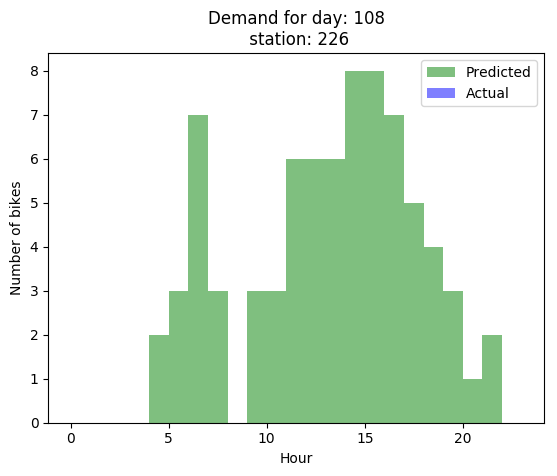 Demand for day: 108
station: 226
Predicted
Actual
Number of bikes
8
7
6
5
4
3
2
1
0
0 5 10 15 20
Hour